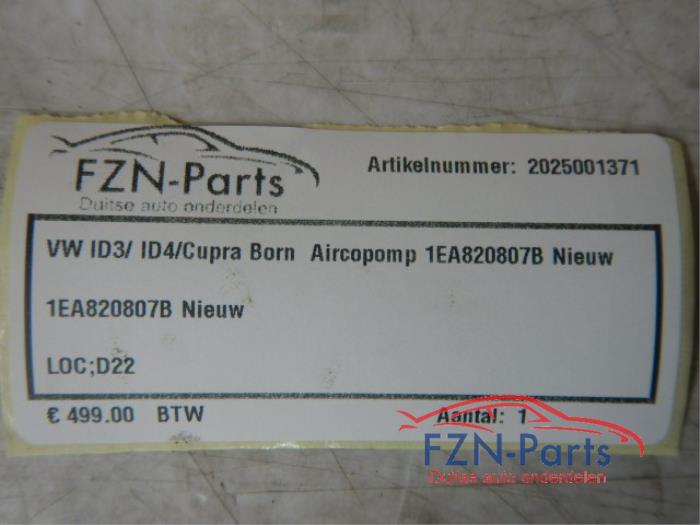 FZN-Parts
Duitse auto onderdelen
Artikelnummer: 2025001371
VW ID3/ ID4/Cupra Born Aircopomp 1EA820807B Nieuw
1EA820807B Nieuw
LOC;D22
€ 499.00 BTW
Aantal: 1
FZN-Parts
Duitse auto onderdelen